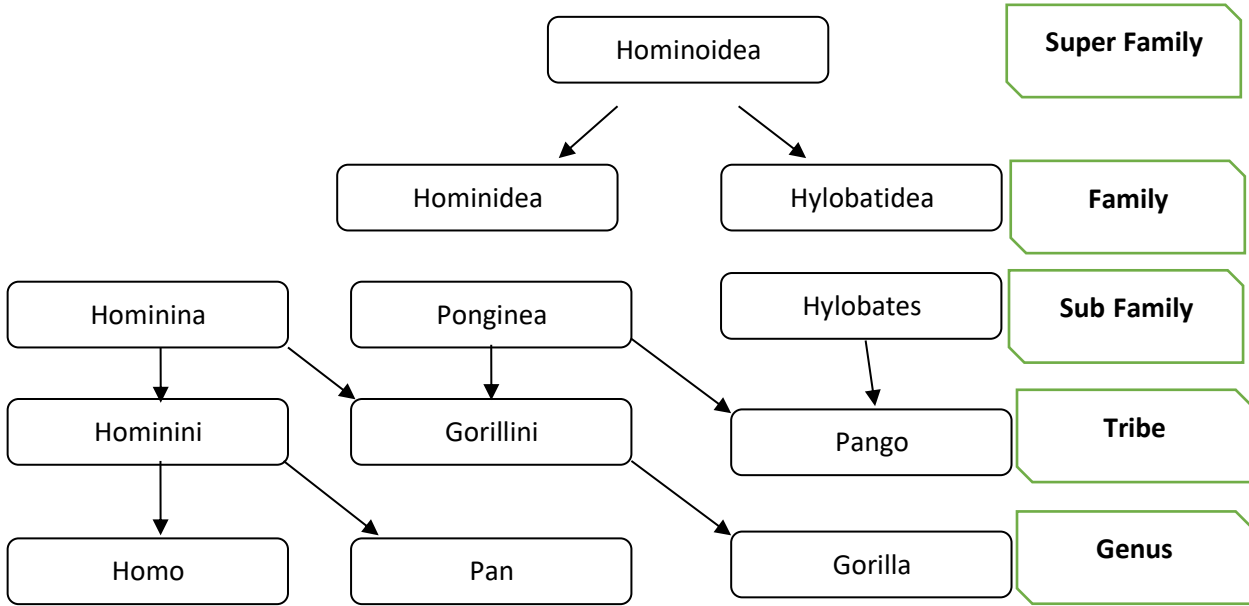 Hominoidea
Super Family
Hominidea
Hylobatidea
Family
Hominina
Ponginea
Hylobates
Sub Family
Hominini
Gorillini
Pango
Tribe
Homo
Pan
Gorilla
Genus